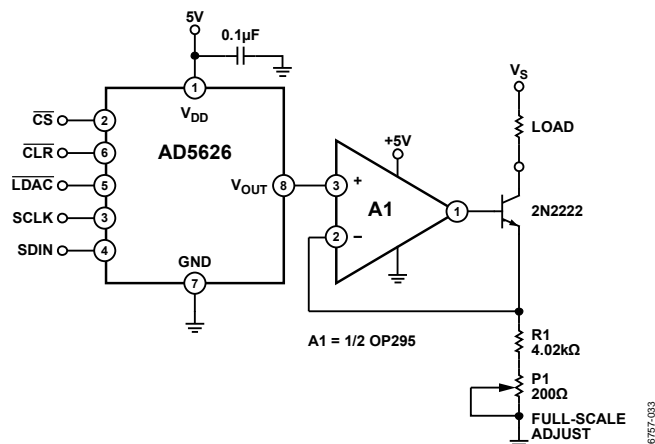 5V
0.1µF
1
V_DD
CS
2
CLR
6
AD5626
LDAC
5
V_OUT
8
SCLK
3
SDIN
4
GND
7
+5V
3
+
A1
1
2
–
A1 = 1/2 OP295
V_S
LOAD
2N2222
R1
4.02kΩ
P1
200Ω
FULL-SCALE
ADJUST
6757-033